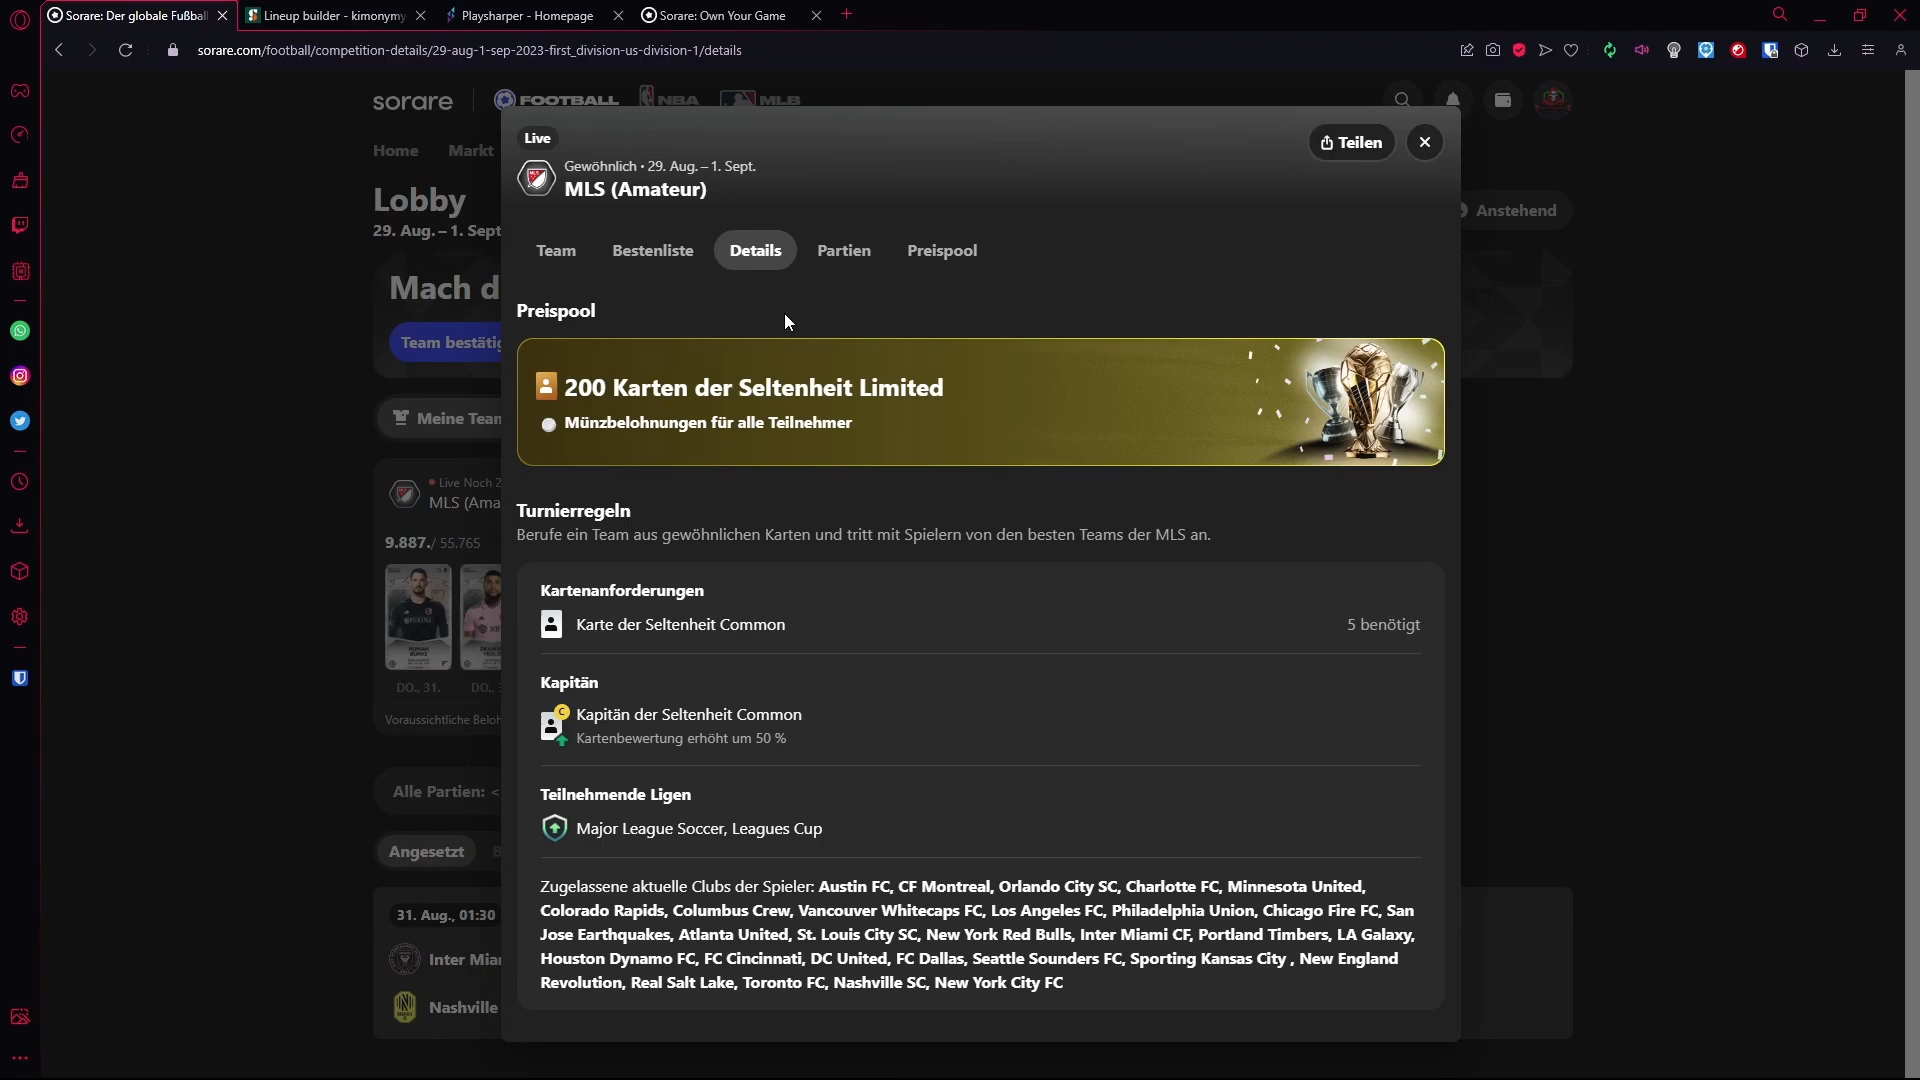 Sorare: Der globale Fußball
Lineup builder - kimonymy
Playsharper - Homepage
Sorare: Own Your Game
sorare.com/football/competition-details/29-aug-1-sep-2023-first_division-us-division-1/details
sorare
FOOTBALL
NBA
MLB
Home
Markt
Lobby
29. Aug. – 1. Sept
Anstehend
Mach d
Team bestätig
Meine Tean
Live Noch 2
MLS (Ama
9.887./ 55.765
DO., 31.
DO., 3
Voraussichtliche Beloh
Alle Partien: <
Angesetzt
B
31. Aug., 01:30
Inter Miar
Nashville
Live
Gewöhnlich • 29. Aug. – 1. Sept.
MLS (Amateur)
Teilen
Team
Bestenliste
Details
Partien
Preispool
Preispool
200 Karten der Seltenheit Limited
Münzbelohnungen für alle Teilnehmer
Turnierregeln
Berufe ein Team aus gewöhnlichen Karten und tritt mit Spielern von den besten Teams der MLS an.
Kartenanforderungen
Karte der Seltenheit Common
5 benötigt
Kapitän
C
Kapitän der Seltenheit Common
Kartenbewertung erhöht um 50 %
Teilnehmende Ligen
Major League Soccer, Leagues Cup
Zugelassene aktuelle Clubs der Spieler: Austin FC, CF Montreal, Orlando City SC, Charlotte FC, Minnesota United,
Colorado Rapids, Columbus Crew, Vancouver Whitecaps FC, Los Angeles FC, Philadelphia Union, Chicago Fire FC, San
Jose Earthquakes, Atlanta United, St. Louis City SC, New York Red Bulls, Inter Miami CF, Portland Timbers, LA Galaxy,
Houston Dynamo FC, FC Cincinnati, DC United, FC Dallas, Seattle Sounders FC, Sporting Kansas City , New England
Revolution, Real Salt Lake, Toronto FC, Nashville SC, New York City FC